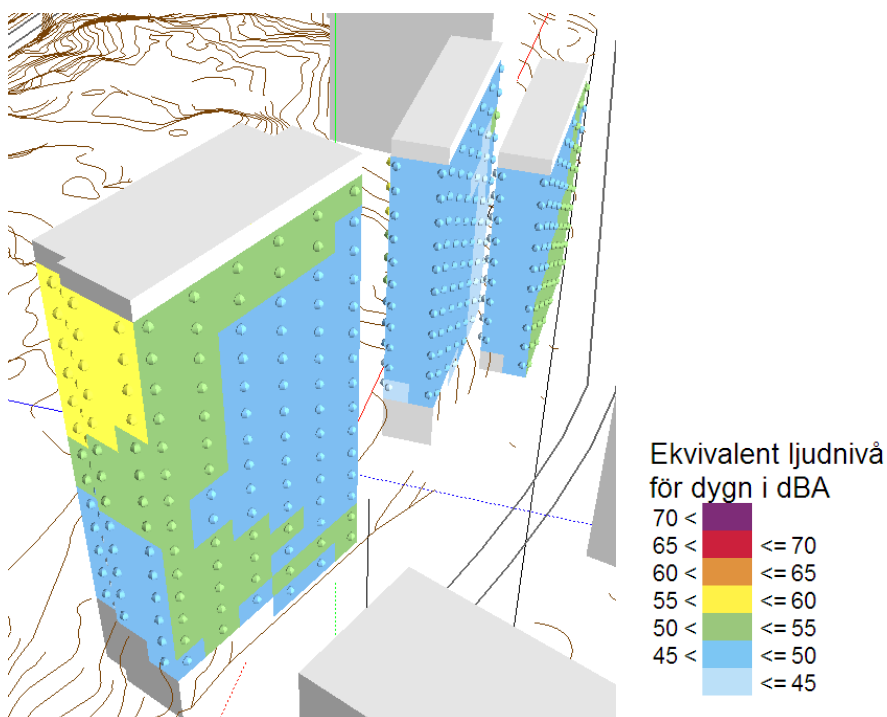 Ekvivalent ljudnivå
för dygn i dBA
70 <
65 < <= 70
60 < <= 65
55 < <= 60
50 < <= 55
45 < <= 50
<= 45